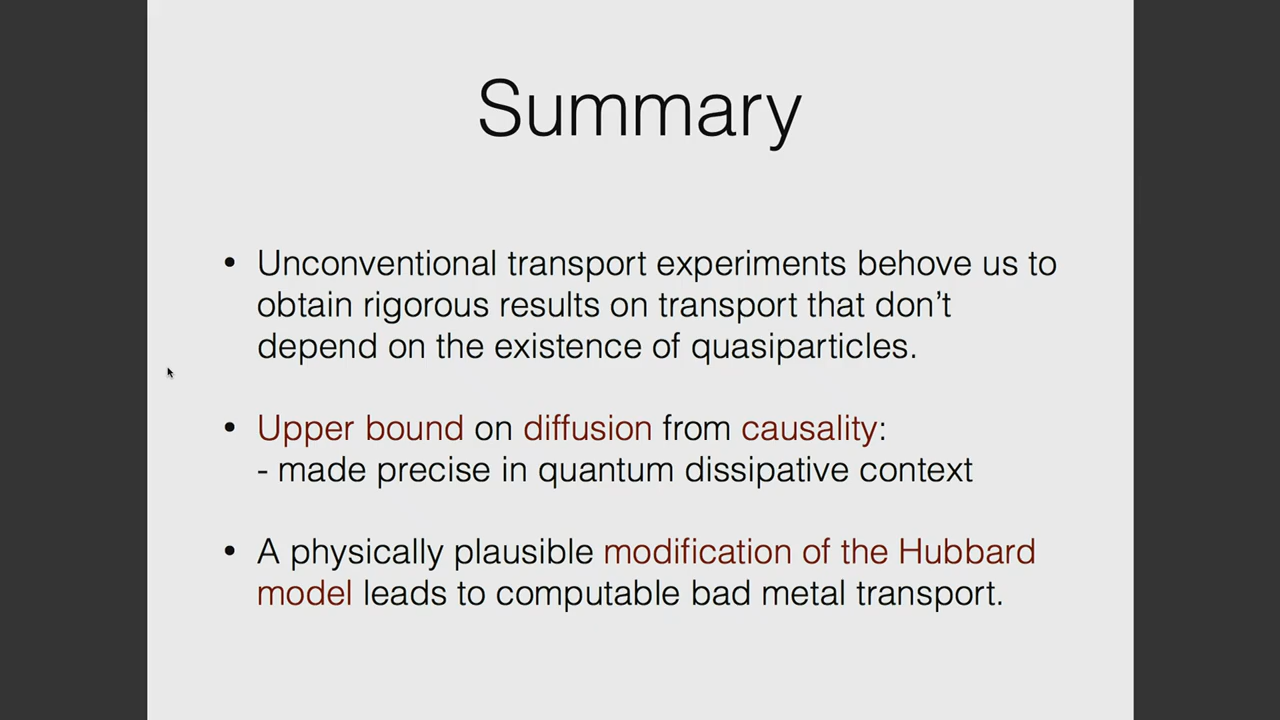 Summary
• Unconventional transport experiments behove us to
obtain rigorous results on transport that don’t
depend on the existence of quasiparticles.
• Upper bound on diffusion from causality:
- made precise in quantum dissipative context
• A physically plausible modification of the Hubbard
model leads to computable bad metal transport.